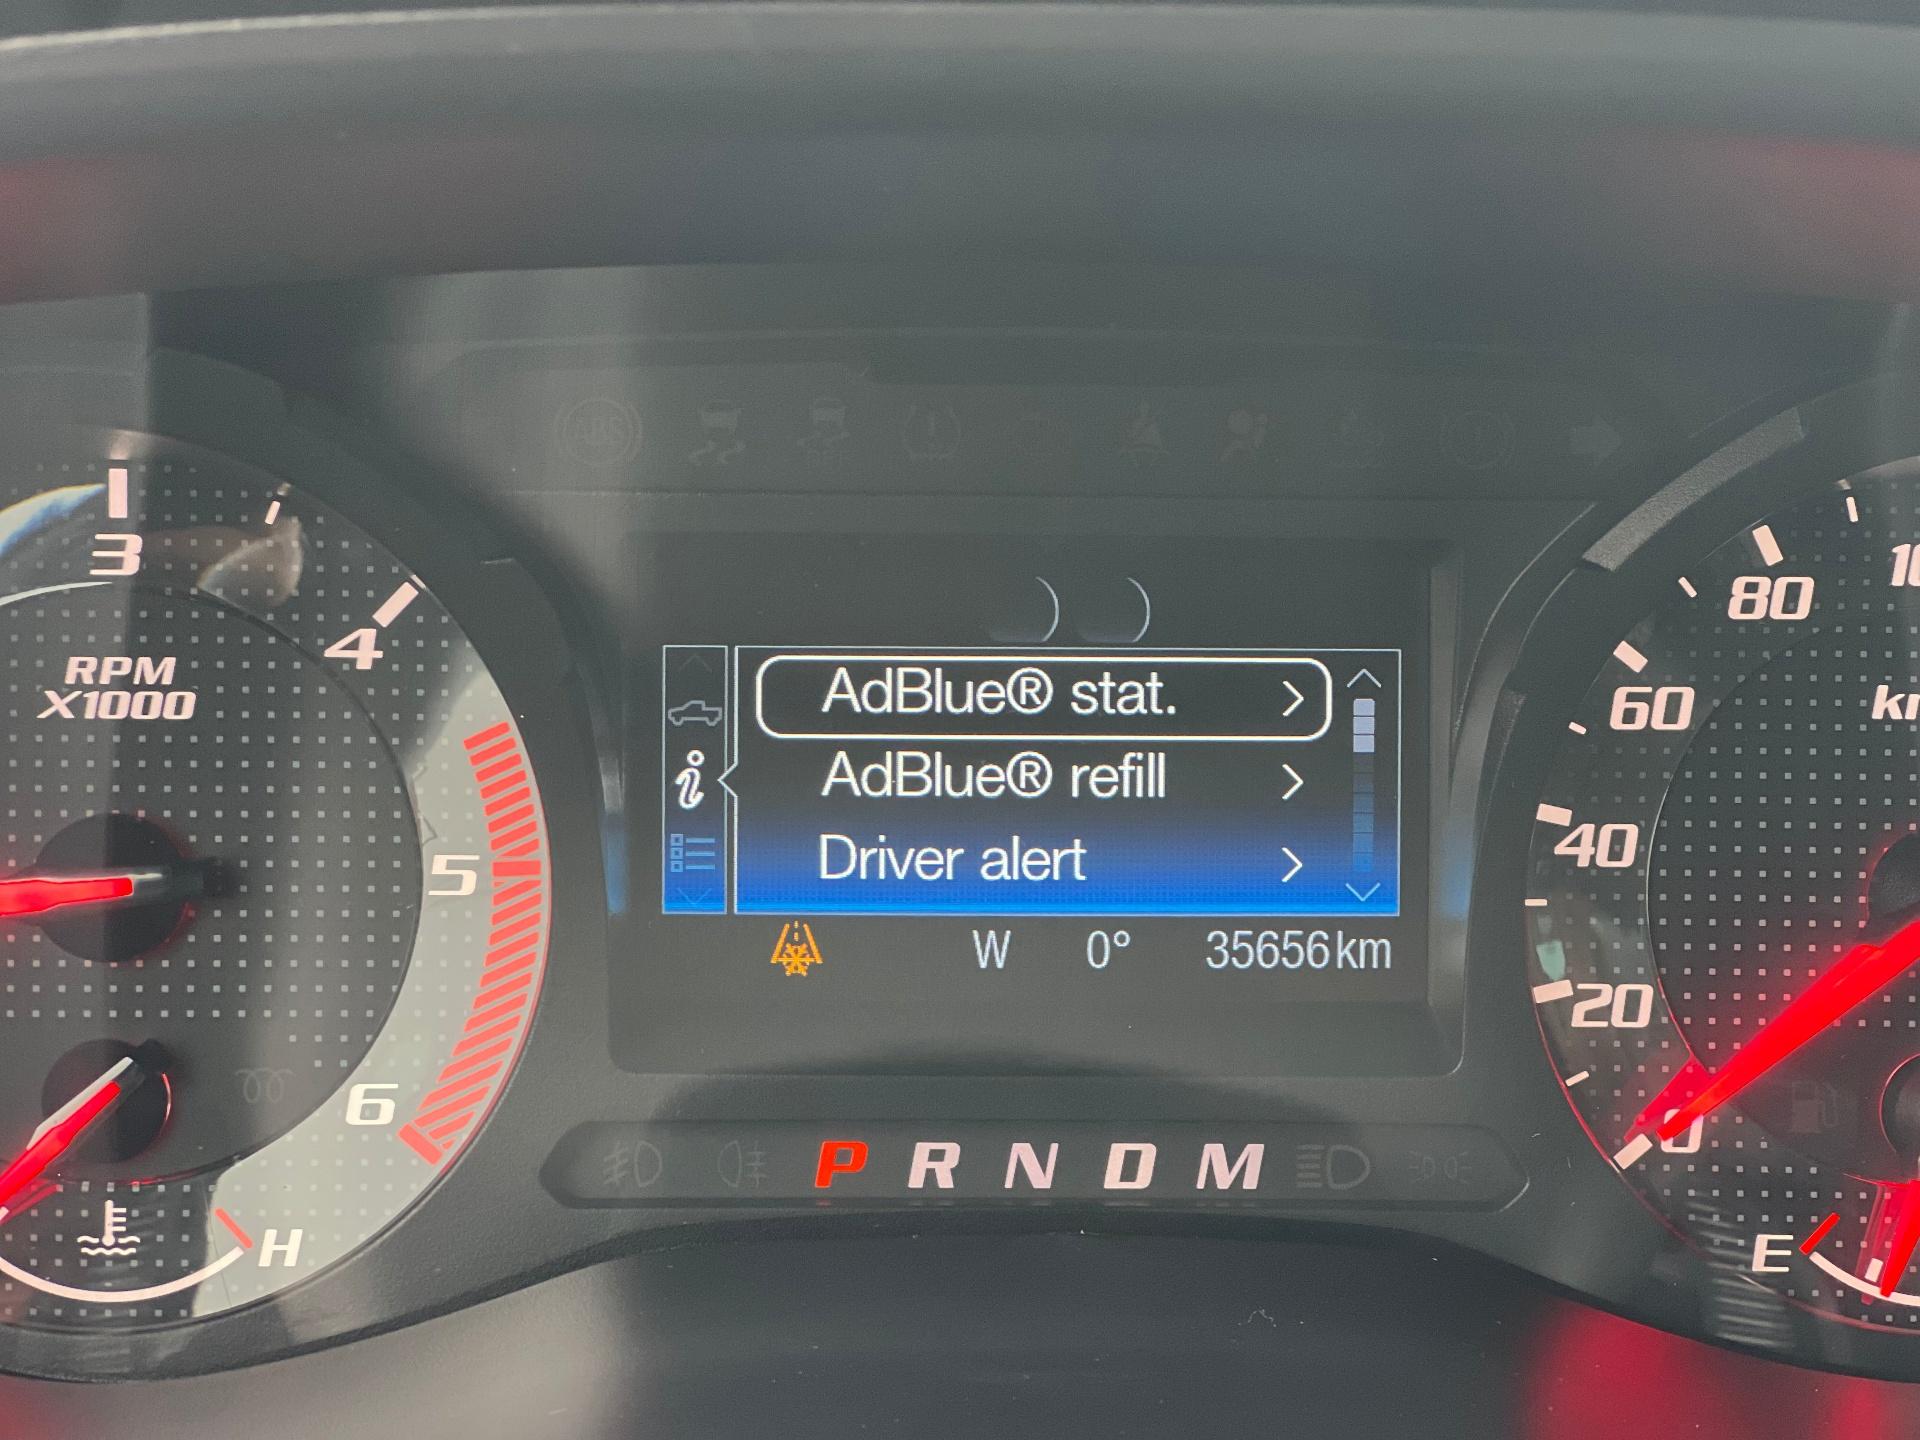 ABS
3
4
RPM
X1000
5
6
H
AdBlue® stat.
AdBlue® refill
Driver alert
W 0° 35656km
P R N D M
80
60
40
20
0
E